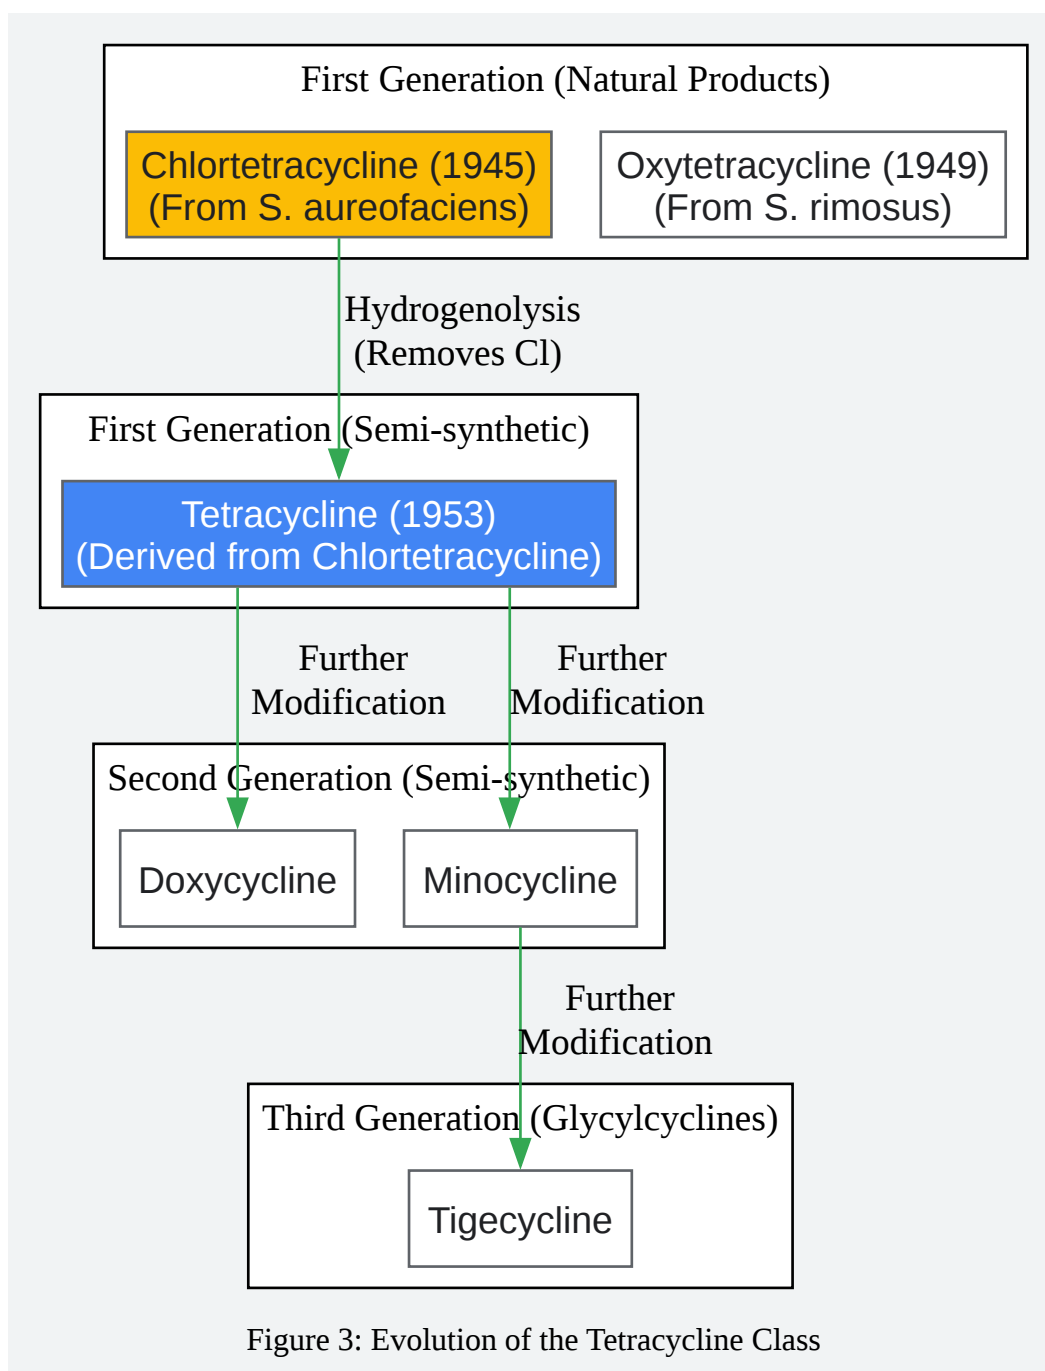 First Generation (Natural Products)
Chlortetracycline (1945)
(From S. aureofaciens)
Oxytetracycline (1949)
(From S. rimosus)
Hydrogenolysis
(Removes Cl)
First Generation (Semi-synthetic)
Tetracycline (1953)
(Derived from Chlortetracycline)
Further
Modification
Further
Modification
Second Generation (Semi-synthetic)
Doxycycline
Minocycline
Further
Modification
Third Generation (Glycylcyclines)
Tigecycline
Figure 3: Evolution of the Tetracycline Class